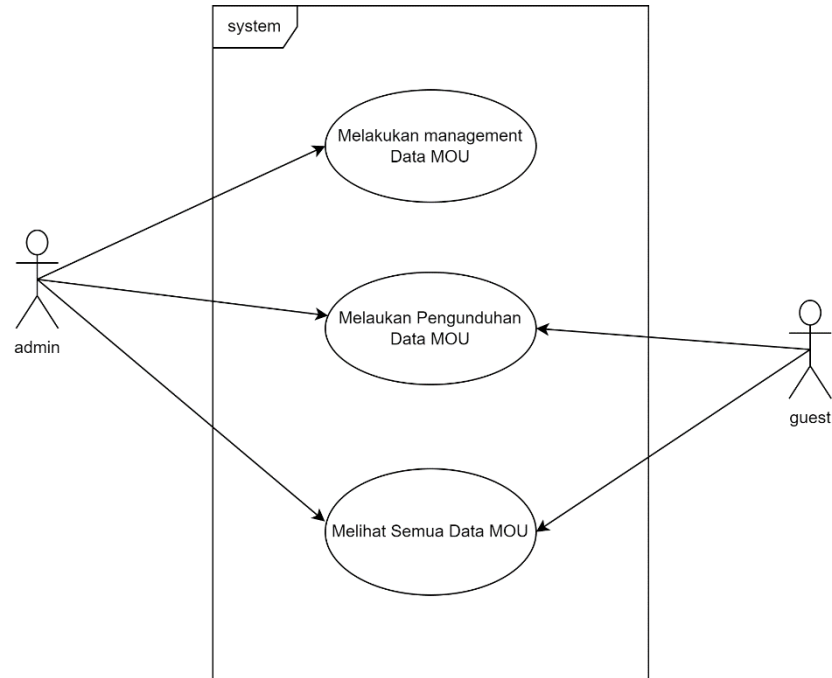 system
Melakukan management
Data MOU
admin
Melaukan Pengunduhan
Data MOU
guest
Melihat Semua Data MOU